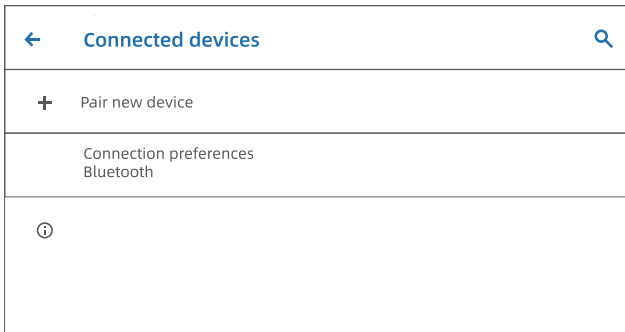 Connected devices
Pair new device
Connection preferences
Bluetooth